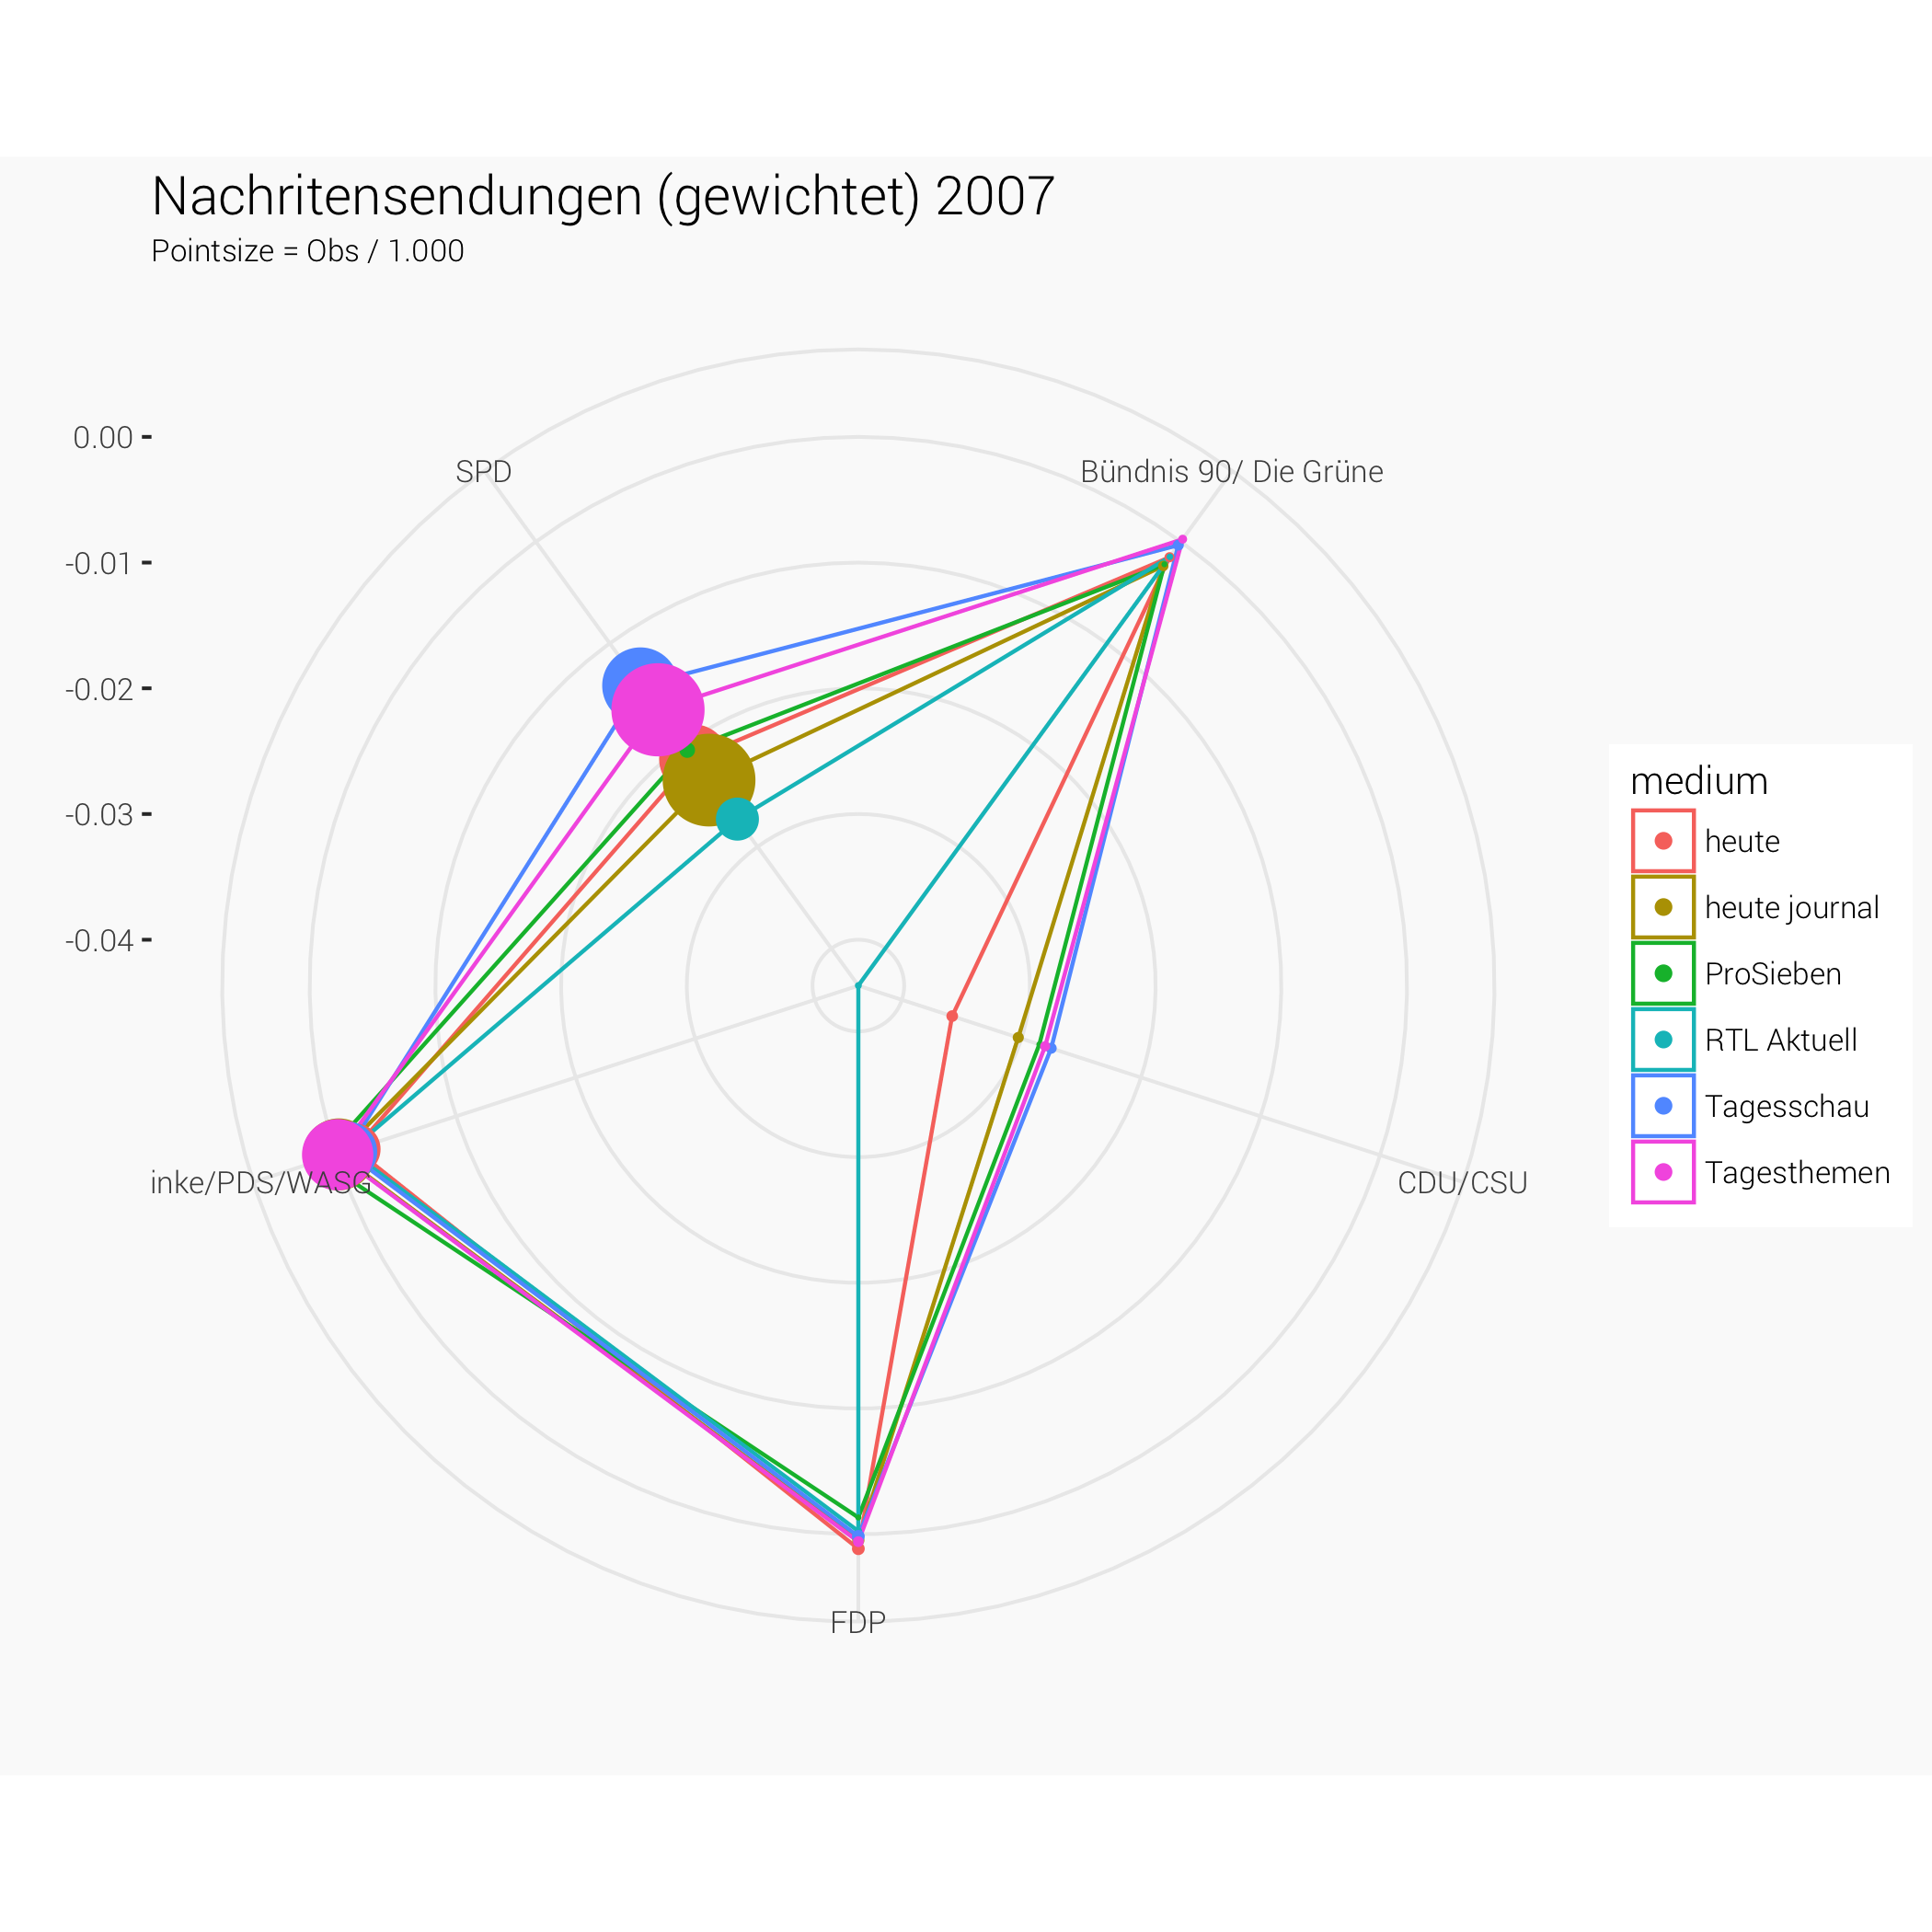 Nachritensendungen (gewichtet) 2007
Pointsize = Obs / 1.000
0.00
-0.01
-0.02
-0.03
-0.04
SPD
Bündnis 90/ Die Grüne
inke/PDS/WASG
CDU/CSU
FDP
medium
heute
heute journal
ProSieben
RTL Aktuell
Tagesschau
Tagesthemen